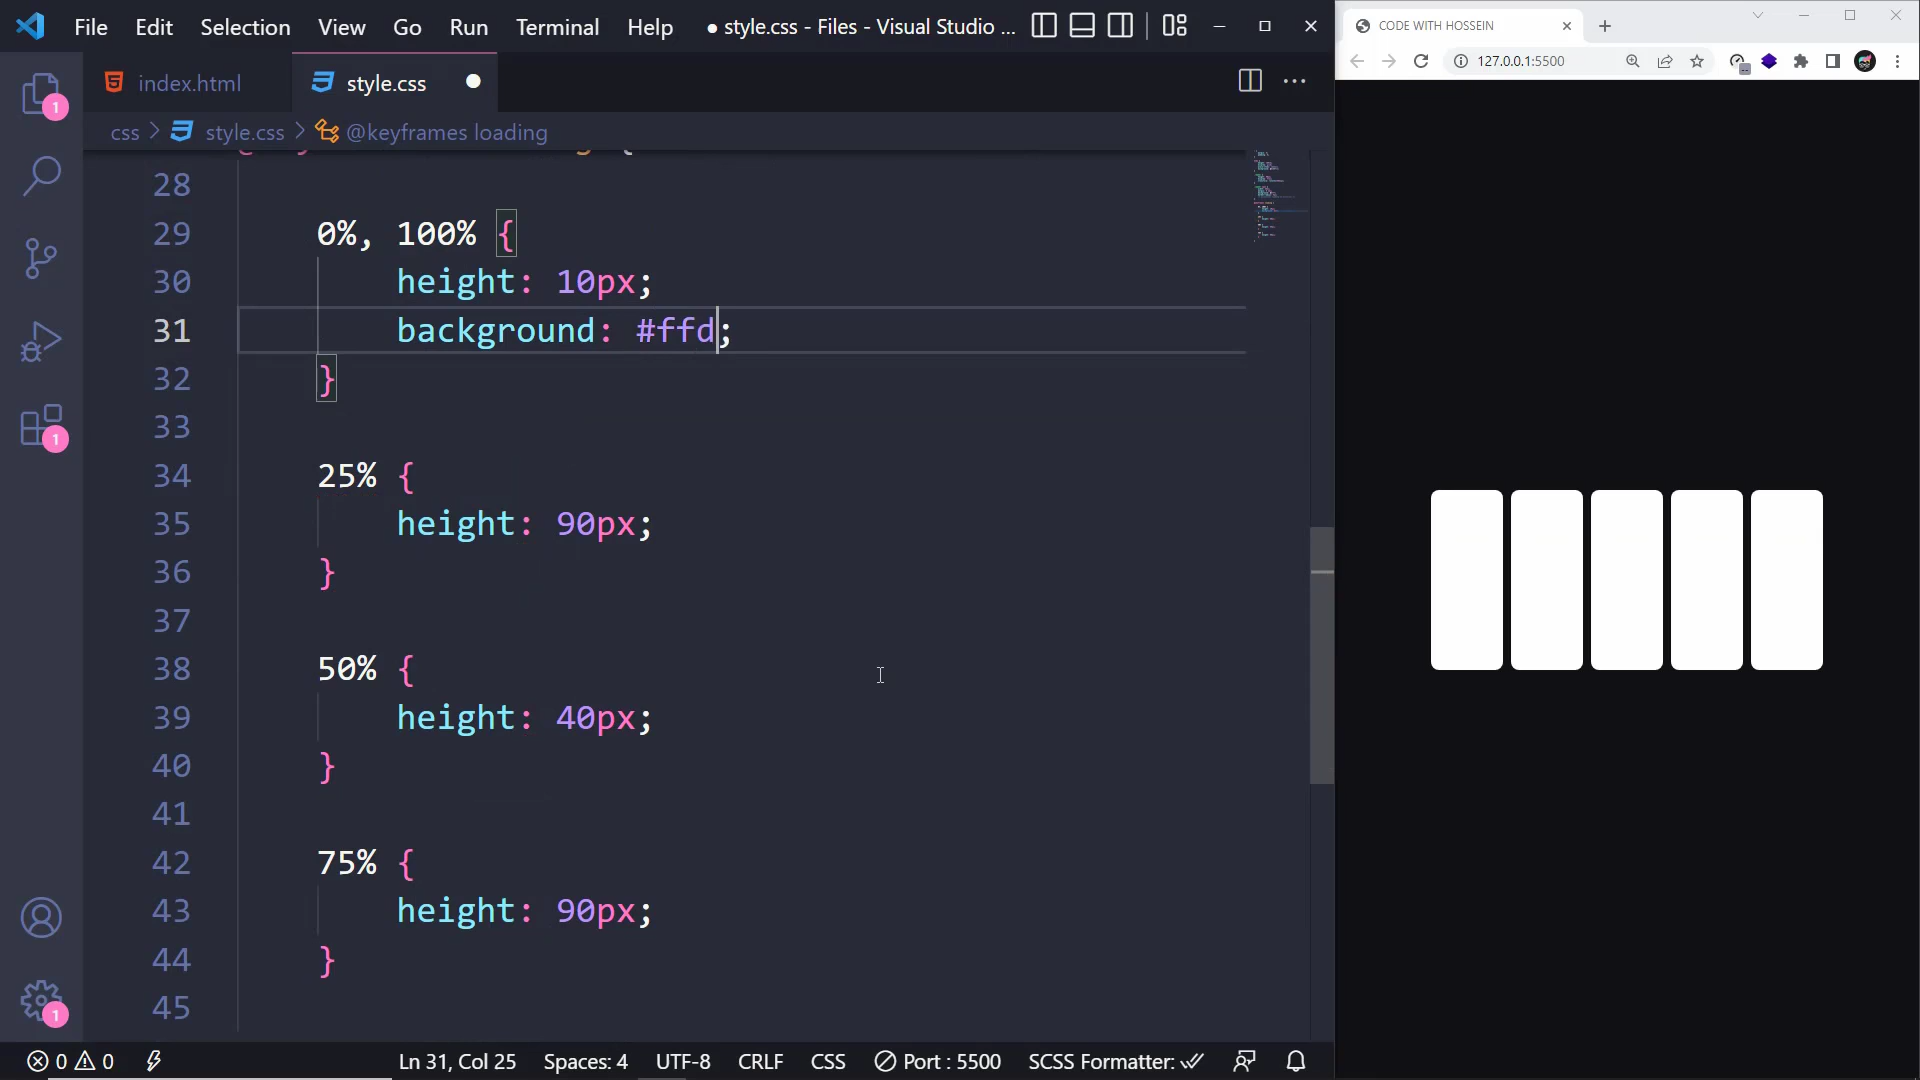 File Edit Selection View Go Run Terminal Help ● style.css - Files - Visual Studio ...
CODE WITH HOSSEIN
127.0.0.1:5500
index.html style.css
css > style.css > @keyframes loading
28
29 0%, 100% {
30 height: 10px;
31 background: #ffd;
32 }
33
34 25% {
35 height: 90px;
36 }
37
38 50% {
39 height: 40px;
40 }
41
42 75% {
43 height: 90px;
44 }
45
1
1
1
0 0 Ln 31, Col 25 Spaces: 4 UTF-8 CRLF CSS Port : 5500 SCSS Formatter: